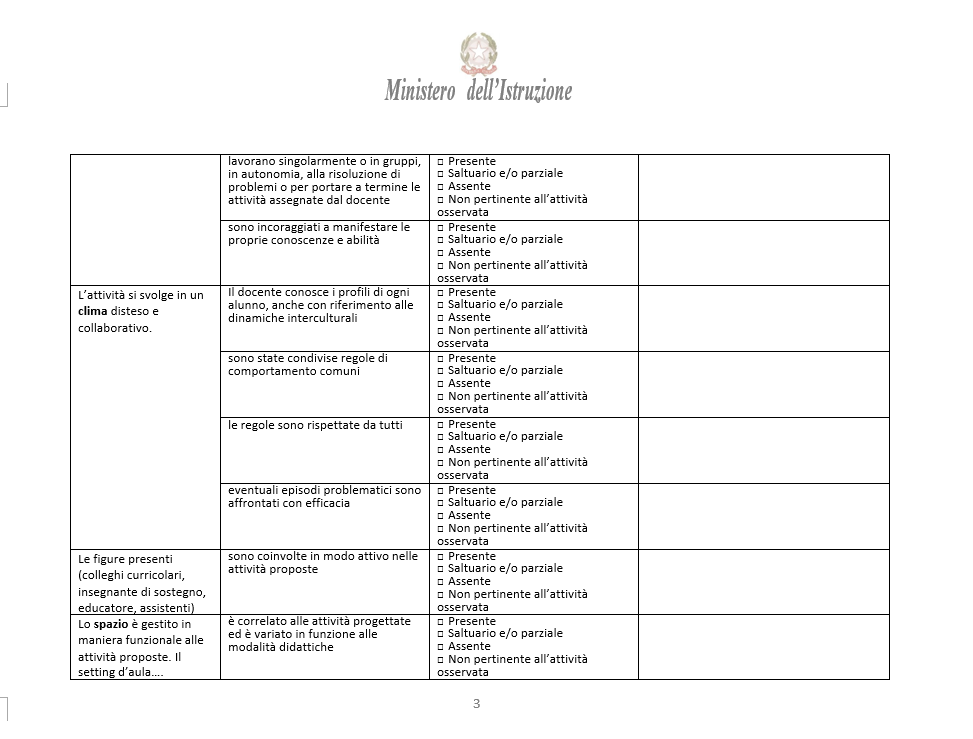 Ministero dell'Istruzione
lavorano singolarmente o in gruppi,
in autonomia, alla risoluzione di
problemi o per portare a termine le
attività assegnate dal docente
□ Presente
□ Saltuario e/o parziale
□ Assente
□ Non pertinente all'attività
osservata
sono incoraggiati a manifestare le
proprie conoscenze e abilità
□ Presente
□ Saltuario e/o parziale
□ Assente
□ Non pertinente all'attività
osservata
L'attività si svolge in un
clima disteso e
collaborativo.
Il docente conosce i profili di ogni
alunno, anche con riferimento alle
dinamiche interculturali
□ Presente
□ Saltuario e/o parziale
□ Assente
□ Non pertinente all'attività
osservata
sono state condivise regole di
comportamento comuni
□ Presente
□ Saltuario e/o parziale
□ Assente
□ Non pertinente all'attività
osservata
le regole sono rispettate da tutti
□ Presente
□ Saltuario e/o parziale
□ Assente
□ Non pertinente all'attività
osservata
eventuali episodi problematici sono
affrontati con efficacia
□ Presente
□ Saltuario e/o parziale
□ Assente
□ Non pertinente all'attività
osservata
Le figure presenti
(colleghi curricolari,
insegnante di sostegno,
educatore, assistenti)
sono coinvolte in modo attivo nelle
attività proposte
□ Presente
□ Saltuario e/o parziale
□ Assente
□ Non pertinente all'attività
osservata
Lo spazio è gestito in
maniera funzionale alle
attività proposte. Il
setting d'aula….
è correlato alle attività progettate
ed è variato in funzione alle
modalità didattiche
□ Presente
□ Saltuario e/o parziale
□ Assente
□ Non pertinente all'attività
osservata
3